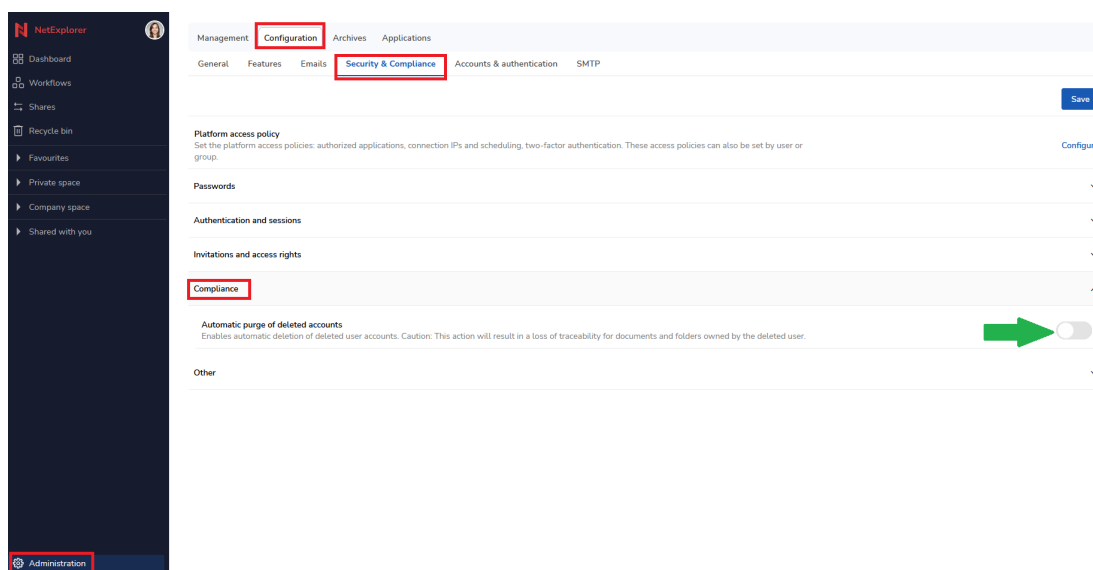 NetExplorer
Dashboard
Workflows
Shares
Recycle bin
Favourites
Private space
Company space
Shared with you
Administration
Management Configuration Archives Applications
General Features Emails Security & Compliance Accounts & authentication SMTP
Save
Platform access policy
Set the platform access policies: authorized applications, connection IPs and scheduling, two-factor authentication. These access policies can also be set by user or
group.
Configur
Passwords
Authentication and sessions
Invitations and access rights
Compliance
Automatic purge of deleted accounts
Enables automatic deletion of deleted user accounts. Caution: This action will result in a loss of traceability for documents and folders owned by the deleted user.
Other